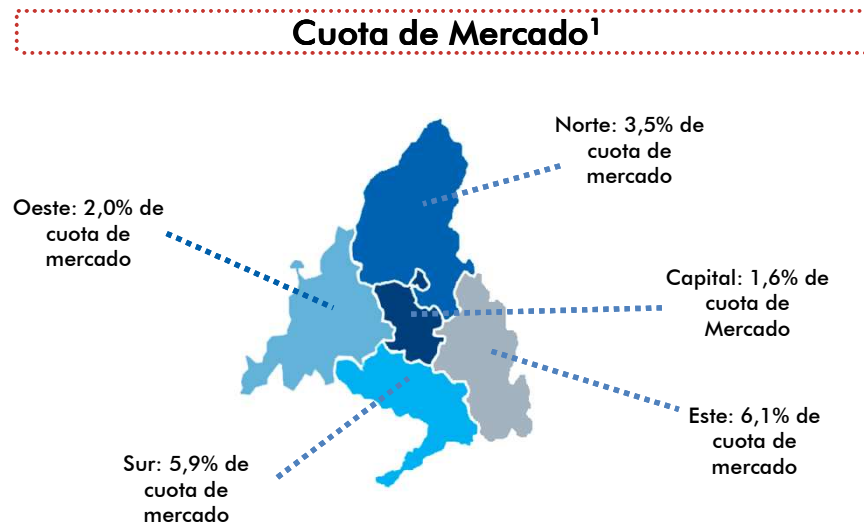 Cuota de Mercado¹
Norte: 3,5% de
cuota de
mercado
Oeste: 2,0% de
cuota de
mercado
Capital: 1,6% de
cuota de
Mercado
Este: 6,1% de
cuota de
mercado
Sur: 5,9% de
cuota de
mercado